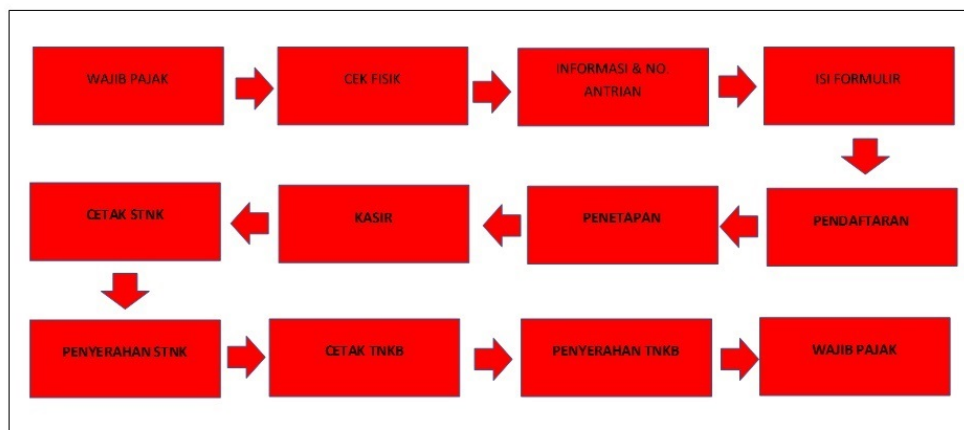 WAJIB PAJAK
CEK FISIK
INFORMASI & NO.
ANTRIAN
ISI FORMULIR
PENDAFTARAN
PENETAPAN
KASIR
CETAK STNK
PENYERAHAN STNK
CETAK TNKB
PENYERAHAN TNKB
WAJIB PAJAK